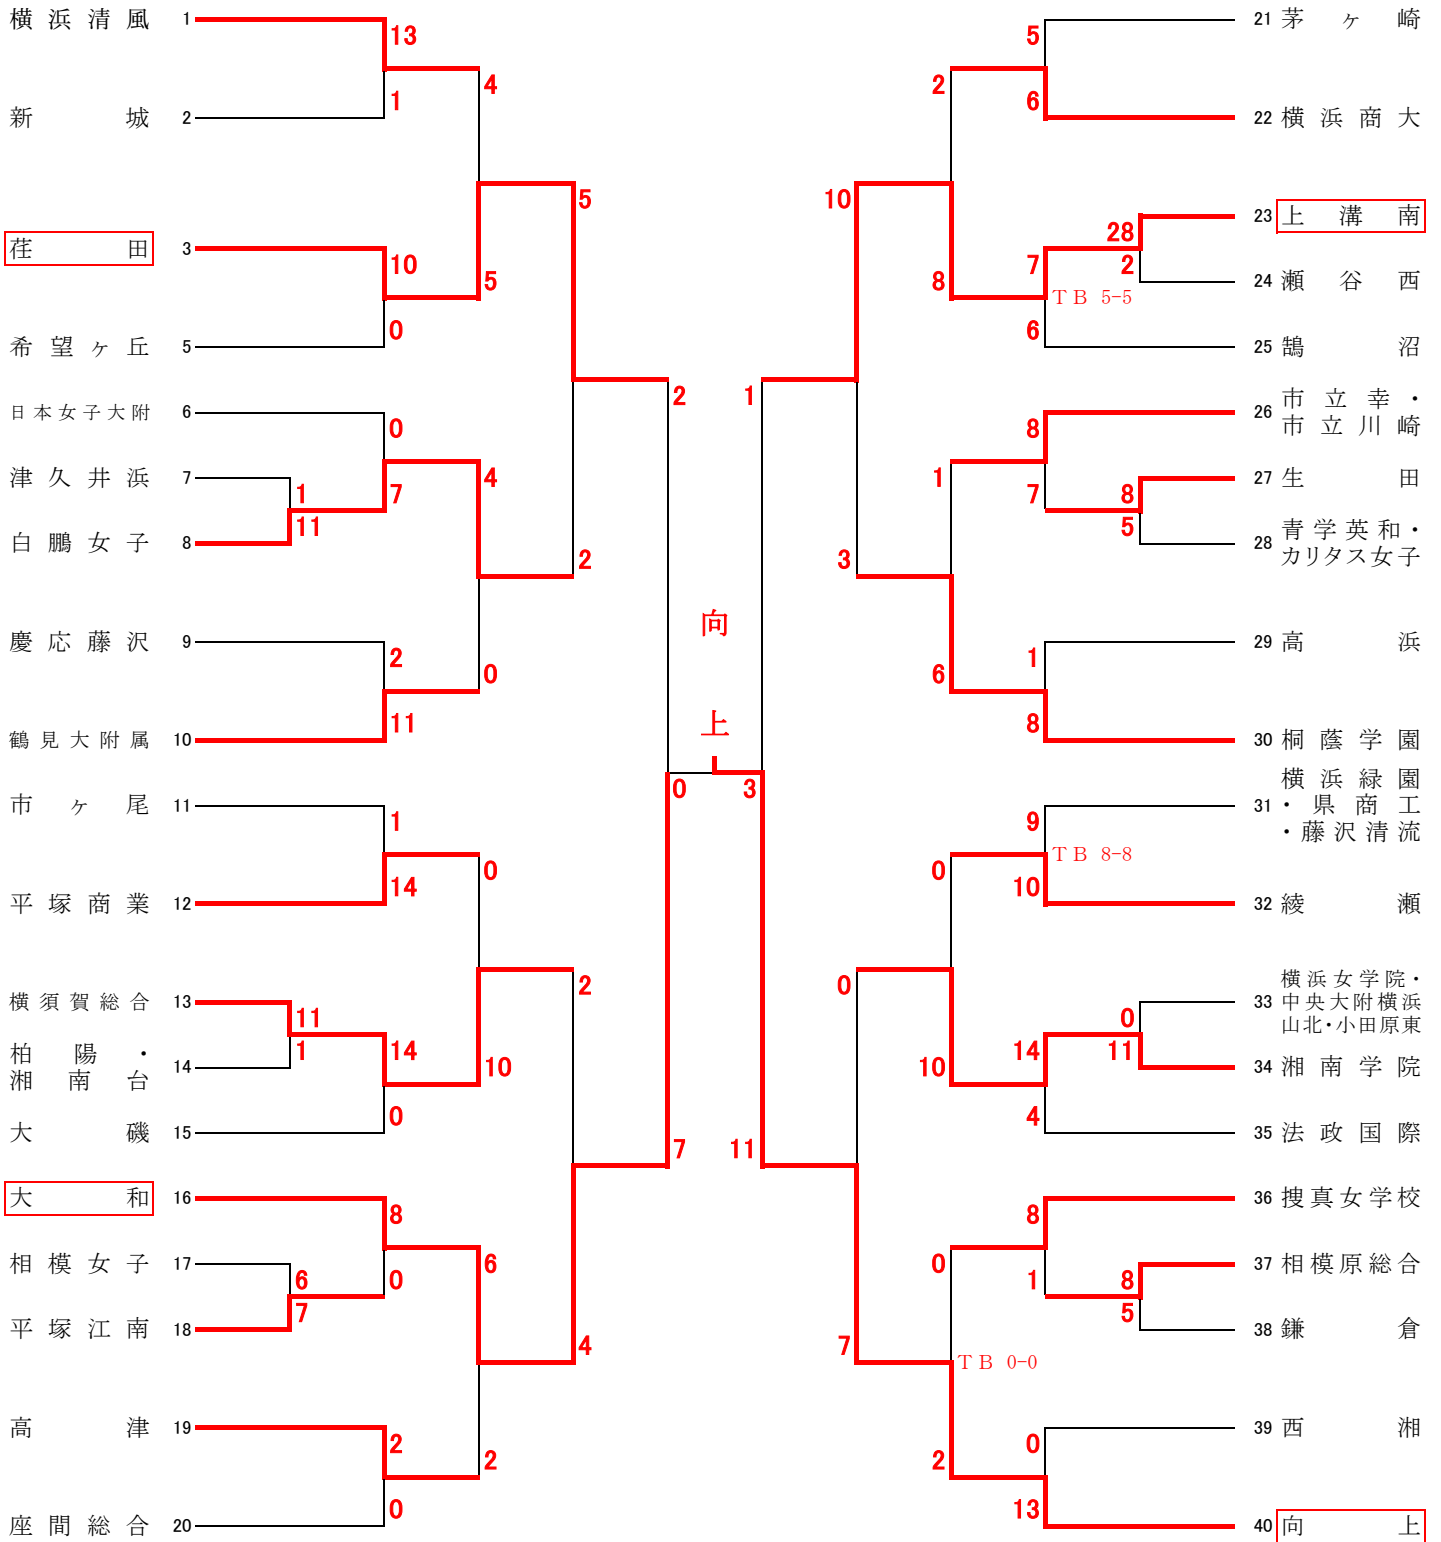 横浜清風 1
新城 2
荏田 3
希望ヶ丘 5
日本女子大附 6
津久井浜 7
白鵬女子 8
慶応藤沢 9
鶴見大附属 10
市ヶ尾 11
平塚商業 12
横須賀総合 13
柏陽・
湘南台
14
大磯 15
大和 16
相模女子 17
平塚江南 18
高津 19
座間総合 20
13
1
4
10
0
5
5
0
1
11
7
4
2
11
0
2
2
1
14
0
11
1
14
0
10
2
8
6
7
0
6
2
0
2
4
7
0
向
上
3
1
11
21 茅ヶ崎
22 横浜商大
23 上溝南
24 瀬谷西
25 鵠沼
26 市立幸・
市立川崎
27 生田
28 青学英和・
カリタス女子
29 高浜
30 桐蔭学園
31 横浜緑園
・県商工
・藤沢清流
32 綾瀬
33 横浜女学院・
中央大附横浜
山北・小田原東
34 湘南学院
35 法政国際
36 捜真女学校
37 相模原総合
38 鎌倉
39 西湘
40 向上
5
6
2
28
2
7
TB 5-5
6
8
10
8
8
5
7
1
1
8
6
3
9
TB 8-8
10
0
0
11
14
4
10
0
8
8
5
1
0
TB 0-0
0
13
2
7